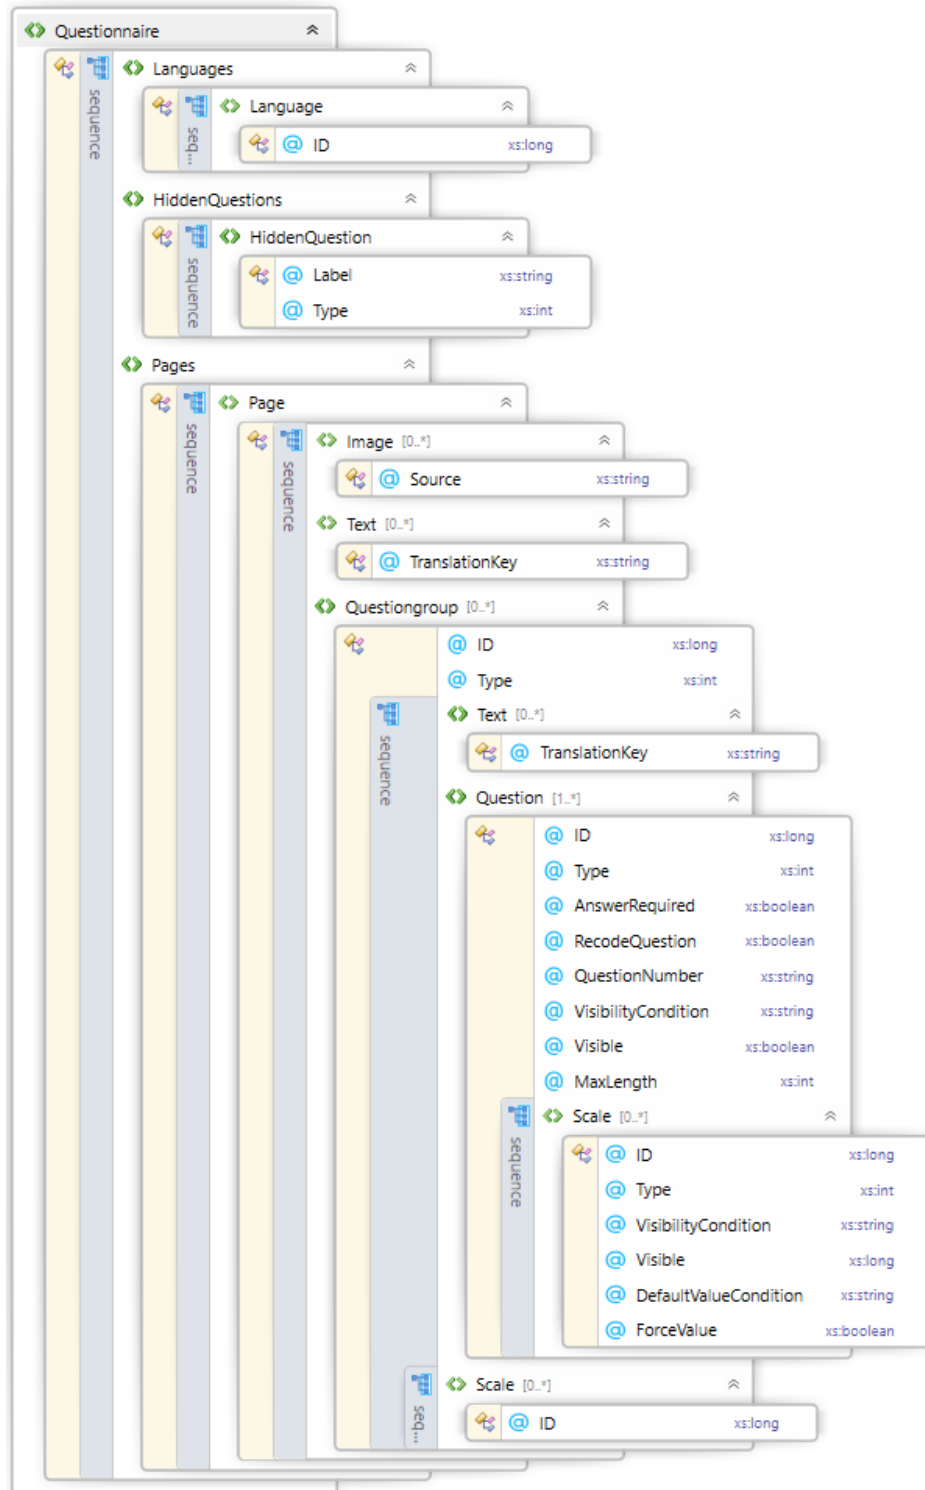 Questionnaire
sequence
Languages
seq...
Language
@ ID xs:long
HiddenQuestions
sequence
HiddenQuestion
@ Label xs:string
@ Type xs:int
Pages
sequence
Page
sequence
Image [0..*]
@ Source xs:string
Text [0..*]
@ TranslationKey xs:string
Questiongroup [0..*]
@ ID xs:long
@ Type xs:int
sequence
Text [0..*]
@ TranslationKey xs:string
Question [1..*]
@ ID xs:long
@ Type xs:int
@ AnswerRequired xs:boolean
@ RecodeQuestion xs:boolean
@ QuestionNumber xs:string
@ VisibilityCondition xs:string
@ Visible xs:boolean
@ MaxLength xs:int
sequence
Scale [0..*]
@ ID xs:long
@ Type xs:int
@ VisibilityCondition xs:string
@ Visible xs:long
@ DefaultValueCondition xs:string
@ ForceValue xs:boolean
seq...
Scale [0..*]
@ ID xs:long